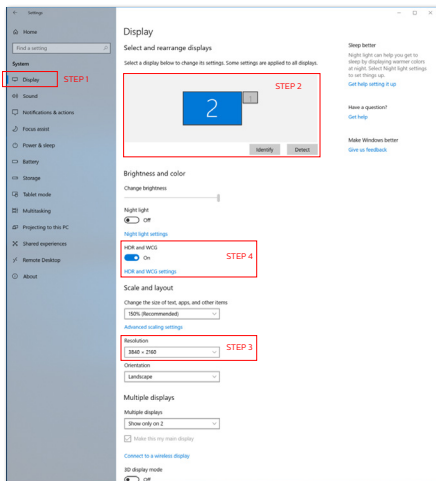 Settings
Home
Find a setting
System
Display
STEP 1
Sound
Notifications & actions
Focus assist
Power & sleep
Battery
Storage
Tablet mode
Multitasking
Projecting to this PC
Shared experiences
Remote Desktop
About
Display
Select and rearrange displays
Select a display below to change its settings. Some settings are applied to all displays.
STEP 2
2
1
Identify
Detect
Brightness and color
Change brightness
Night light
Off
Night light settings
HDR and WCG
On
STEP 4
HDR and WCG settings
Scale and layout
Change the size of text, apps, and other items
150% (Recommended)
Advanced scaling settings
Resolution
3840 × 2160
STEP 3
Orientation
Landscape
Multiple displays
Multiple displays
Show only on 2
Make this my main display
Connect to a wireless display
3D display mode
Off
Sleep better
Night light can help you get to
sleep by displaying warmer colors
at night. Select Night light settings
to set things up.
Get help setting it up
Have a question?
Get help
Make Windows better
Give us feedback